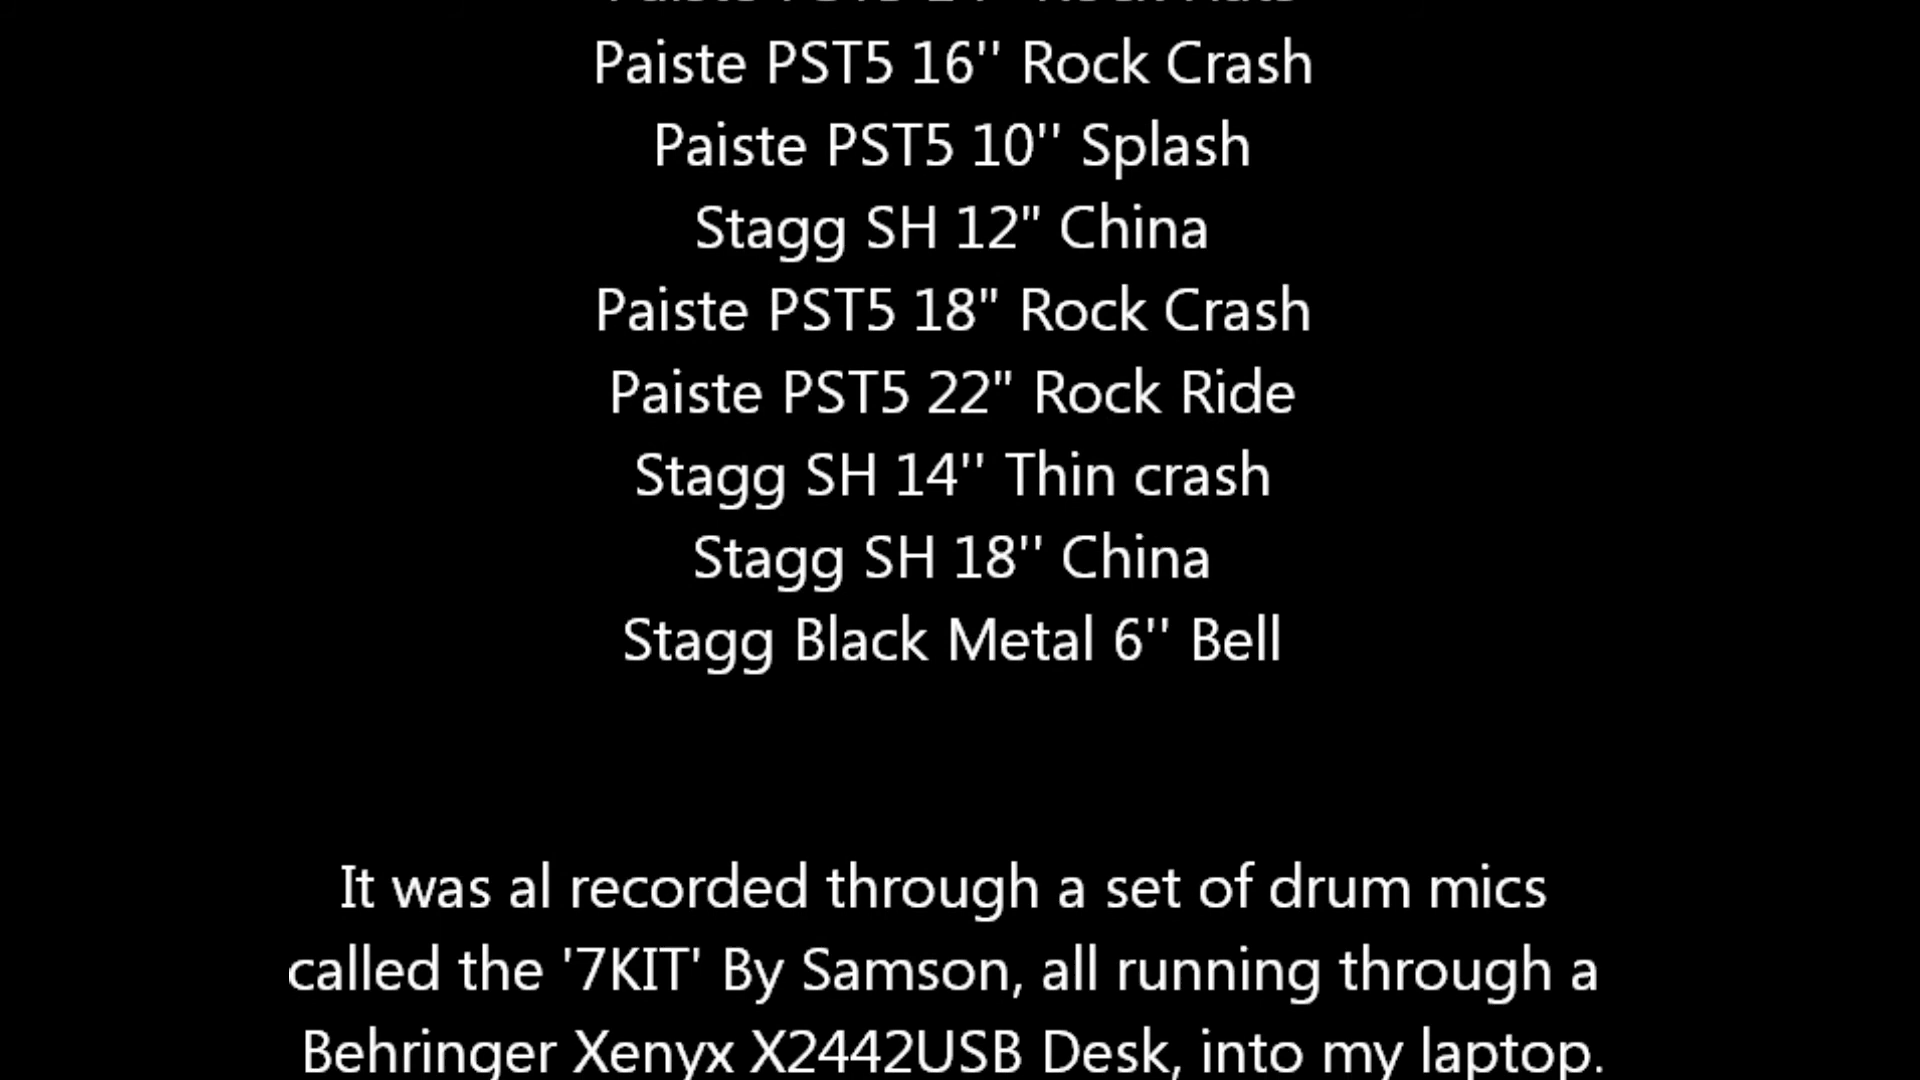 Paiste PST5 16'' Rock Crash
Paiste PST5 10'' Splash
Stagg SH 12" China
Paiste PST5 18" Rock Crash
Paiste PST5 22" Rock Ride
Stagg SH 14'' Thin crash
Stagg SH 18'' China
Stagg Black Metal 6'' Bell
It was al recorded through a set of drum mics
called the '7KIT' By Samson, all running through a
Behringer Xenyx X2442USB Desk, into my laptop.